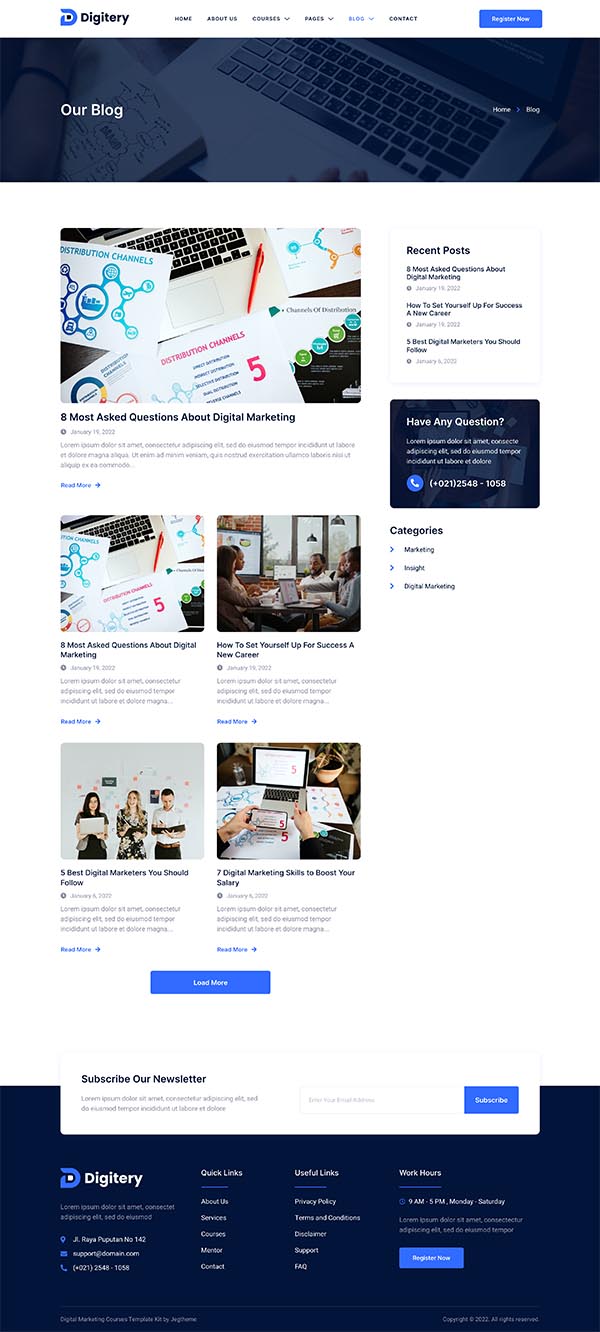 Digitery
HOME
ABOUT US
COURSES
PAGES
BLOG
CONTACT
Register Now
Our Blog
Home
Blog
DISTRIBUTION CHANNELS
Channels Of Distribution
DISTRIBUTION CHANNELS
DIRECT DISTRIBUTION
INDIRECT DISTRIBUTION
SELECTIVE DISTRIBUTION
DUAL DISTRIBUTION
5
8 Most Asked Questions About Digital Marketing
January 19, 2022
Lorem ipsum dolor sit amet, consectetur adipiscing elit, sed do eiusmod tempor incididunt ut labore
et dolore magna aliqua. Ut enim ad minim veniam, quis nostrud exercitation ullamco laboris nisi ut
aliquip ex ea commodo...
Read More
8 Most Asked Questions About Digital
Marketing
January 19, 2022
Lorem ipsum dolor sit amet, consectetur
adipiscing elit, sed do eiusmod tempor
incididunt ut labore et dolore magna...
Read More
How To Set Yourself Up For Success A
New Career
January 19, 2022
Lorem ipsum dolor sit amet, consectetur
adipiscing elit, sed do eiusmod tempor
incididunt ut labore et dolore magna...
Read More
5 Best Digital Marketers You Should
Follow
January 6, 2022
Lorem ipsum dolor sit amet, consectetur
adipiscing elit, sed do eiusmod tempor
incididunt ut labore et dolore magna...
Read More
7 Digital Marketing Skills to Boost Your
Salary
January 6, 2022
Lorem ipsum dolor sit amet, consectetur
adipiscing elit, sed do eiusmod tempor
incididunt ut labore et dolore magna...
Read More
Load More
Recent Posts
8 Most Asked Questions About
Digital Marketing
January 19, 2022
How To Set Yourself Up For Success
A New Career
January 19, 2022
5 Best Digital Marketers You Should
Follow
January 6, 2022
Have Any Question?
Lorem ipsum dolor sit amet, consecte
adipiscing elit, sed do eiusmod tempor
incididunt ut labore et dolore
(+021)2548 - 1058
Categories
Marketing
Insight
Digital Marketing
Subscribe Our Newsletter
Lorem ipsum dolor sit amet, consectetur adipiscing elit, sed
do eiusmod tempor incididunt ut labore et dolore
Enter Your Email Address
Subscribe
Digitery
Lorem ipsum dolor sit amet, consectet
adipiscing elit, sed do eiusmod
Jl. Raya Puputan No 142
support@domain.com
(+021) 2548 - 1058
Quick Links
About Us
Services
Courses
Mentor
Contact
Useful Links
Privacy Policy
Terms and Conditions
Disclaimer
Support
FAQ
Work Hours
9 AM - 5 PM , Monday - Saturday
Lorem ipsum dolor sit amet, consectetur
adipiscing elit, sed do eiusmod tempor
Register Now
Digital Marketing Courses Template Kit by Jegtheme
Copyright © 2022. All rights reserved.